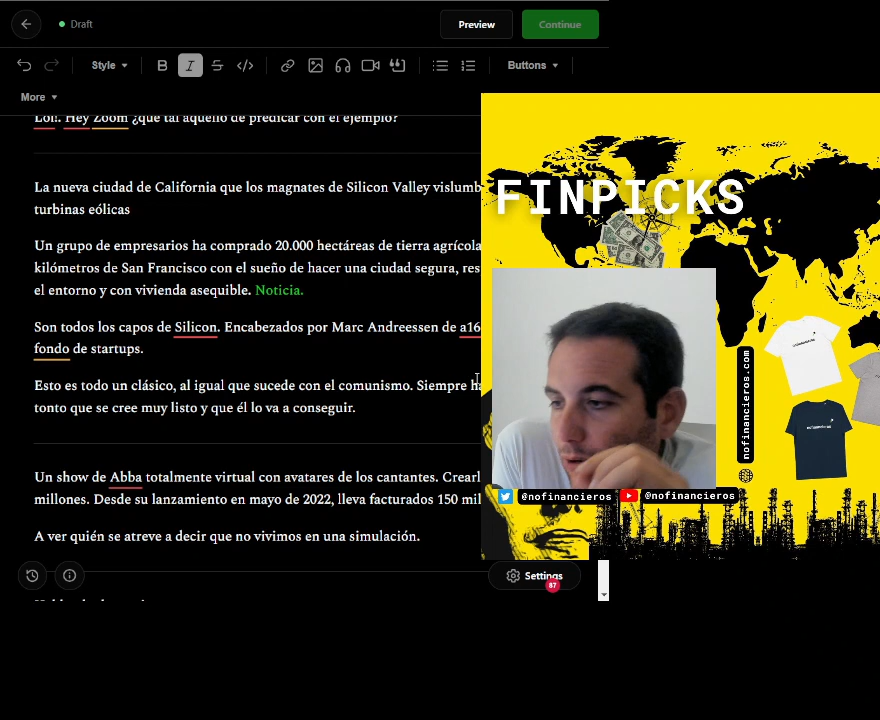 Draft
Preview
Continue
Style
B
I
S
Buttons
More
Lol!. Hey Zoom ¿que tal aquello de predicar con el ejemplo?
La nueva ciudad de California que los magnates de Silicon Valley vislumb
turbinas eólicas
Un grupo de empresarios ha comprado 20.000 hectáreas de tierra agrícola
kilómetros de San Francisco con el sueño de hacer una ciudad segura, res
el entorno y con vivienda asequible. Noticia.
Son todos los capos de Silicon. Encabezados por Marc Andreessen de a16
fondo de startups.
Esto es todo un clásico, al igual que sucede con el comunismo. Siempre ha
tonto que se cree muy listo y que él lo va a conseguir.
Un show de Abba totalmente virtual con avatares de los cantantes. Crearl
millones. Desde su lanzamiento en mayo de 2022, lleva facturados 150 mil
A ver quién se atreve a decir que no vivimos en una simulación.
Settings
87
FINPICKS
nofinancieros.com
@nofinancieros
@nofinancieros